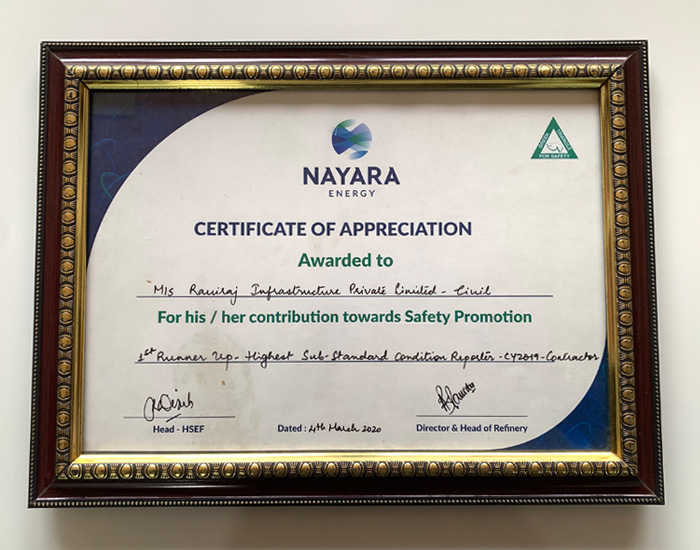 NAYARA
ENERGY
FOR SAFETY
CERTIFICATE OF APPRECIATION
Awarded to
M/s Raviraj Infrastructure Private Limited - Civil
For his / her contribution towards Safety Promotion
1st Runner Up - Highest Sub-Standard Condition Reporter - CY2019 - Contractor
Head - HSEF
Dated : 4th March 2020
Director & Head of Refinery